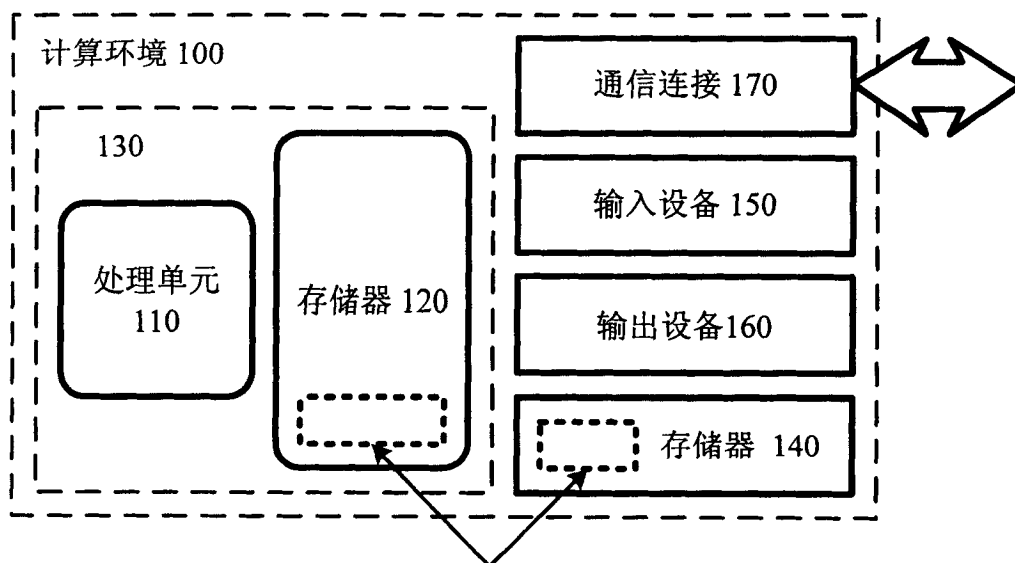 计算环境 100
130
处理单元
110
存储器 120
通信连接 170
输入设备 150
输出设备160
存储器 140